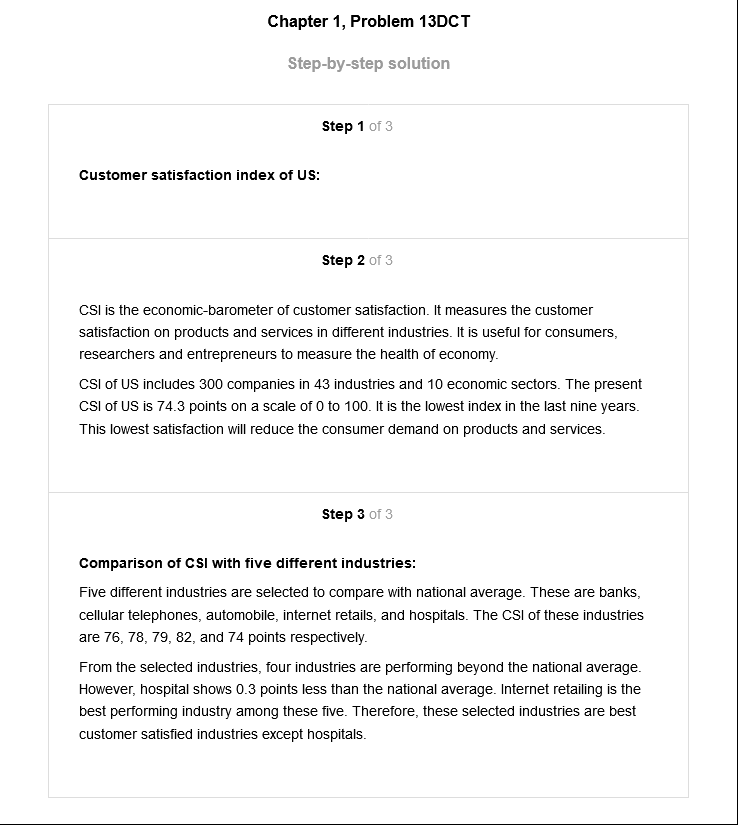 Chapter 1, Problem 13DCT
Step-by-step solution
Step 1 of 3
Customer satisfaction index of US:
Step 2 of 3
CSI is the economic-barometer of customer satisfaction. It measures the customer
satisfaction on products and services in different industries. It is useful for consumers,
researchers and entrepreneurs to measure the health of economy.
CSI of US includes 300 companies in 43 industries and 10 economic sectors. The present
CSI of US is 74.3 points on a scale of 0 to 100. It is the lowest index in the last nine years.
This lowest satisfaction will reduce the consumer demand on products and services.
Step 3 of 3
Comparison of CSI with five different industries:
Five different industries are selected to compare with national average. These are banks,
cellular telephones, automobile, internet retails, and hospitals. The CSI of these industries
are 76, 78, 79, 82, and 74 points respectively.
From the selected industries, four industries are performing beyond the national average.
However, hospital shows 0.3 points less than the national average. Internet retailing is the
best performing industry among these five. Therefore, these selected industries are best
customer satisfied industries except hospitals.